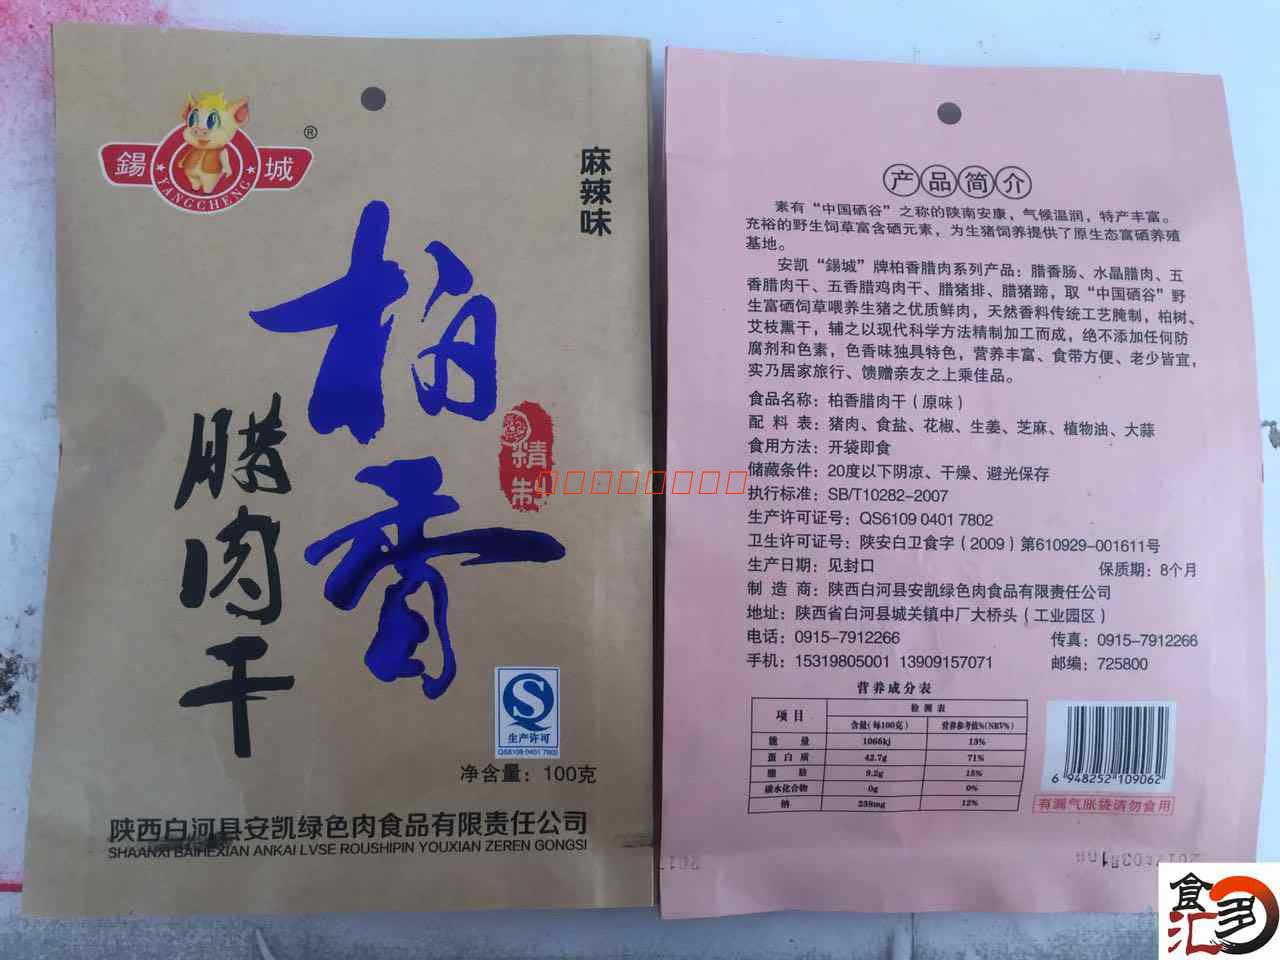 錫城
®
YANGCHENG
麻辣味
柏香
腊肉干
精制
生产许可
QS6109 0401 7802
净含量：100克
陕西白河县安凯绿色肉食品有限责任公司
SHAANXI BAIHEXIAN ANKAI LVSE ROUSHIPIN YOUXIAN ZEREN GONGSI
产品简介
素有“中国硒谷”之称的陕南安康，气候温润，特产丰富。
充裕的野生饲草富含硒元素，为生猪饲养提供了原生态富硒养殖
基地。
安凯“錫城”牌柏香腊肉系列产品：腊香肠、水晶腊肉、五
香腊肉干、五香腊鸡肉干、腊猪排、腊猪蹄，取“中国硒谷”野
生富硒饲草喂养生猪之优质鲜肉，天然香料传统工艺腌制，柏树、
艾枝熏干，辅之以现代科学方法精制加工而成，绝不添加任何防
腐剂和色素，色香味独具特色，营养丰富、食带方便、老少皆宜，
实乃居家旅行、馈赠亲友之上乘佳品。
食品名称：柏香腊肉干（原味）
配料表：猪肉、食盐、花椒、生姜、芝麻、植物油、大蒜
食用方法：开袋即食
储藏条件：20度以下阴凉、干燥、避光保存
执行标准：SB/T10282-2007
生产许可证号：QS6109 0401 7802
卫生许可证号：陕安白卫食字（2009）第610929-001611号
生产日期：见封口 保质期：8个月
制造商：陕西白河县安凯绿色肉食品有限责任公司
地址：陕西省白河县城关镇中厂大桥头（工业园区）
电话：0915-7912266 传真：0915-7912266
手机：15319805001 13909157071 邮编：725800
营养成分表
项目 检测表
含量(每100克) 营养参考值%(NRV%)
能量 1066kj 13%
蛋白质 42.7g 71%
脂肪 9.2g 15%
碳水化合物 0g 0%
钠 238mg 12%
6 948252 109062
有漏气胀袋请勿食用
食多汇